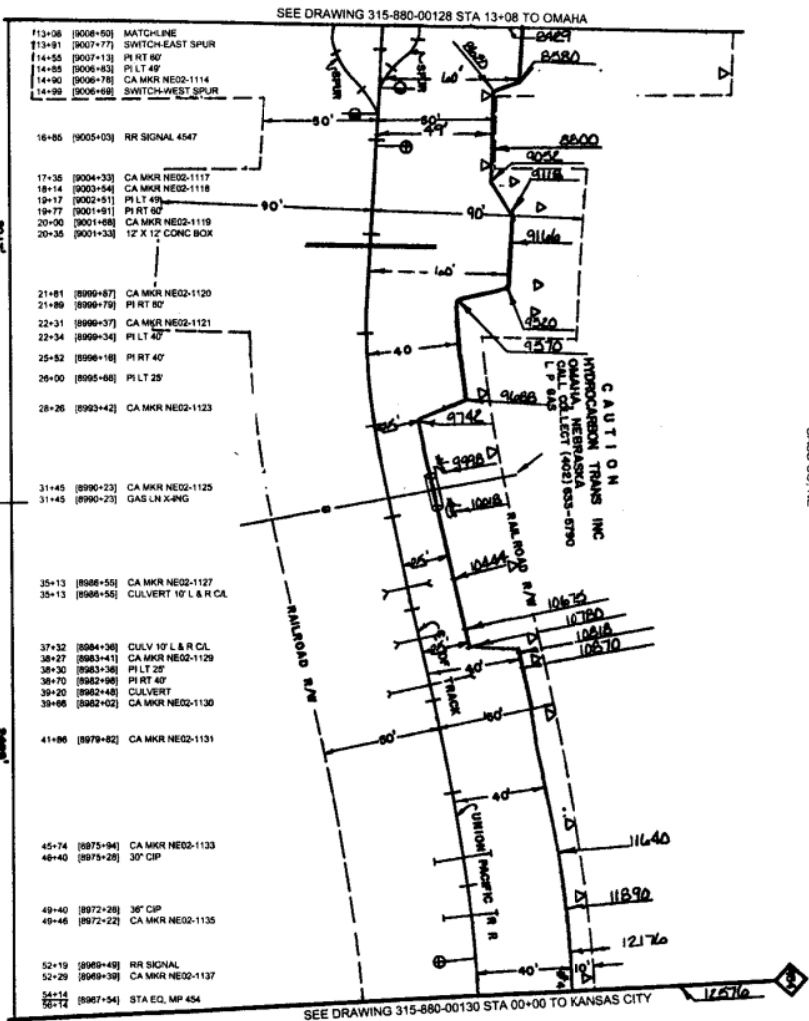 SEE DRAWING 315-880-00128 STA 13+08 TO OMAHA
13+08 [9008+50] MATCHLINE
13+91 [9007+77] SWITCH-EAST SPUR
14+55 [9007+13] PI RT 60'
14+85 [9006+83] PI LT 49'
14+90 [9006+78] CA MKR NE02-1114
14+99 [9006+69] SWITCH-WEST SPUR
16+85 [9005+03] RR SIGNAL 4547
17+35 [9004+33] CA MKR NE02-1117
18+14 [9003+54] CA MKR NE02-1118
19+17 [9002+51] PI LT 49'
19+77 [9001+91] PI RT 60'
20+00 [9001+68] CA MKR NE02-1119
20+35 [9001+33] 12' X 12' CONC BOX
21+81 [8999+87] CA MKR NE02-1120
21+89 [8999+79] PI RT 60'
22+31 [8999+37] CA MKR NE02-1121
22+34 [8999+34] PI LT 40'
25+52 [8996+16] PI RT 40'
26+00 [8995+68] PI LT 25'
28+26 [8993+42] CA MKR NE02-1123
31+45 [8990+23] CA MKR NE02-1125
31+45 [8990+23] GAS LN X-ING
35+13 [8986+55] CA MKR NE02-1127
35+13 [8986+55] CULVERT 10' L & R C/L
37+32 [8984+36] CULV 10' L & R C/L
38+27 [8983+41] CA MKR NE02-1129
38+30 [8983+38] PI LT 25'
38+70 [8982+98] PI RT 40'
39+20 [8982+48] CULVERT
39+66 [8982+02] CA MKR NE02-1130
41+86 [8979+82] CA MKR NE02-1131
45+74 [8975+94] CA MKR NE02-1133
46+40 [8975+28] 30" CIP
49+40 [8972+28] 36" CIP
49+46 [8972+22] CA MKR NE02-1135
52+19 [8969+49] RR SIGNAL
52+29 [8969+39] CA MKR NE02-1137
54+14
56+14 [8967+54] STA EQ, MP 454
SPUR
SPUR
8429
8580
8690
60'
50'
50'
49'
8800
9052
9118
90'
90'
9166
60'
9520
9570
40
9688
25'
9742
9998
10018
CAUTION
HYDROCARBON TRANS INC
OMAHA, NEBRASKA
CALL COLLECT (402) 633-5790
L P GAS
8
RAILROAD R/W
25'
10444
10675
10780
10818
10870
RAILROAD R/W
40'
TRACK
50'
50'
40'
UNION PACIFIC R R
11640
11890
12176
40'
10'
12576
SEE DRAWING 315-880-00130 STA 00+00 TO KANSAS CITY